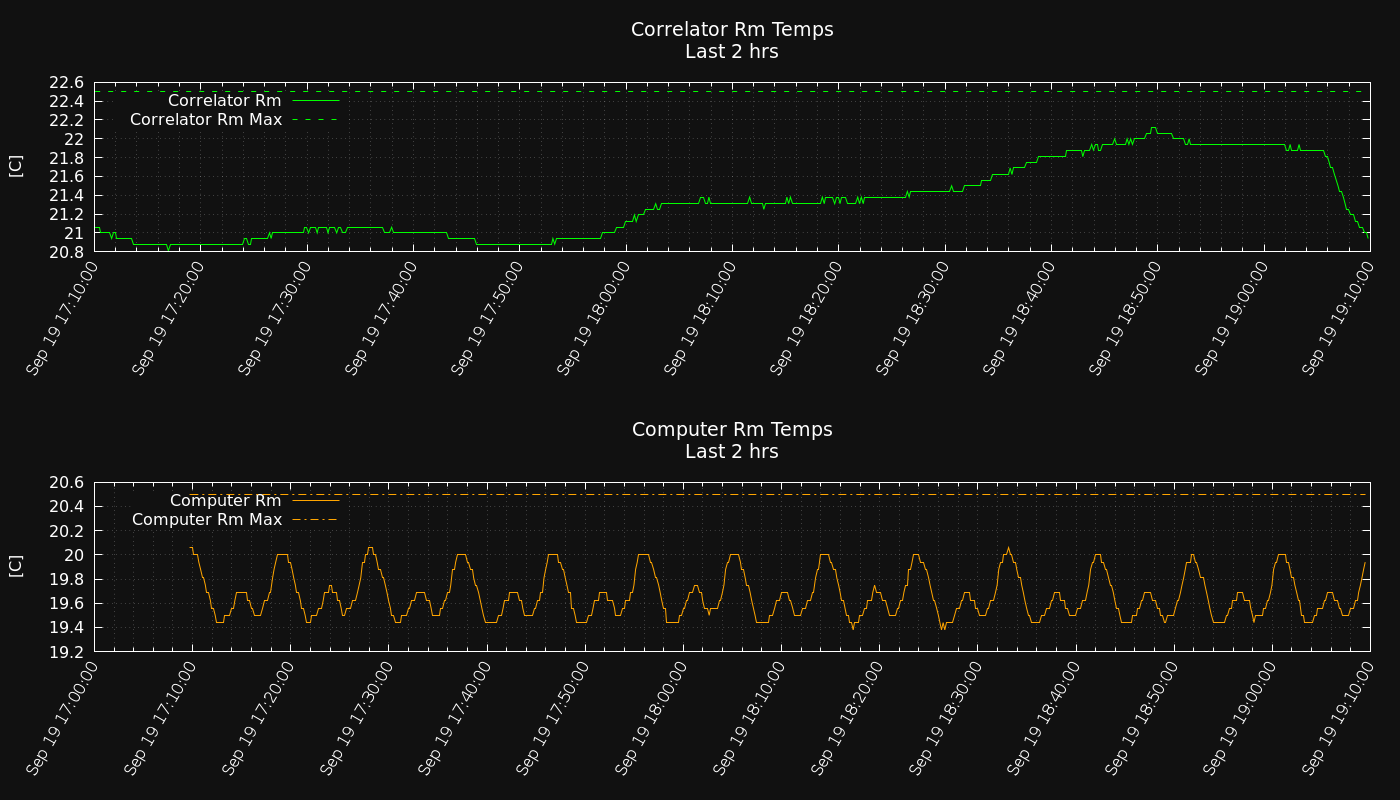 Correlator Rm Temps
Last 2 hrs
22.6
22.4
22.2
22
21.8
21.6
21.4
21.2
21
20.8
[C]
Correlator Rm
Correlator Rm Max
Sep 19 17:10:00
Sep 19 17:20:00
Sep 19 17:30:00
Sep 19 17:40:00
Sep 19 17:50:00
Sep 19 18:00:00
Sep 19 18:10:00
Sep 19 18:20:00
Sep 19 18:30:00
Sep 19 18:40:00
Sep 19 18:50:00
Sep 19 19:00:00
Sep 19 19:10:00
Computer Rm Temps
Last 2 hrs
20.6
20.4
20.2
20
19.8
19.6
19.4
19.2
[C]
Computer Rm
Computer Rm Max
Sep 19 17:00:00
Sep 19 17:10:00
Sep 19 17:20:00
Sep 19 17:30:00
Sep 19 17:40:00
Sep 19 17:50:00
Sep 19 18:00:00
Sep 19 18:10:00
Sep 19 18:20:00
Sep 19 18:30:00
Sep 19 18:40:00
Sep 19 18:50:00
Sep 19 19:00:00
Sep 19 19:10:00